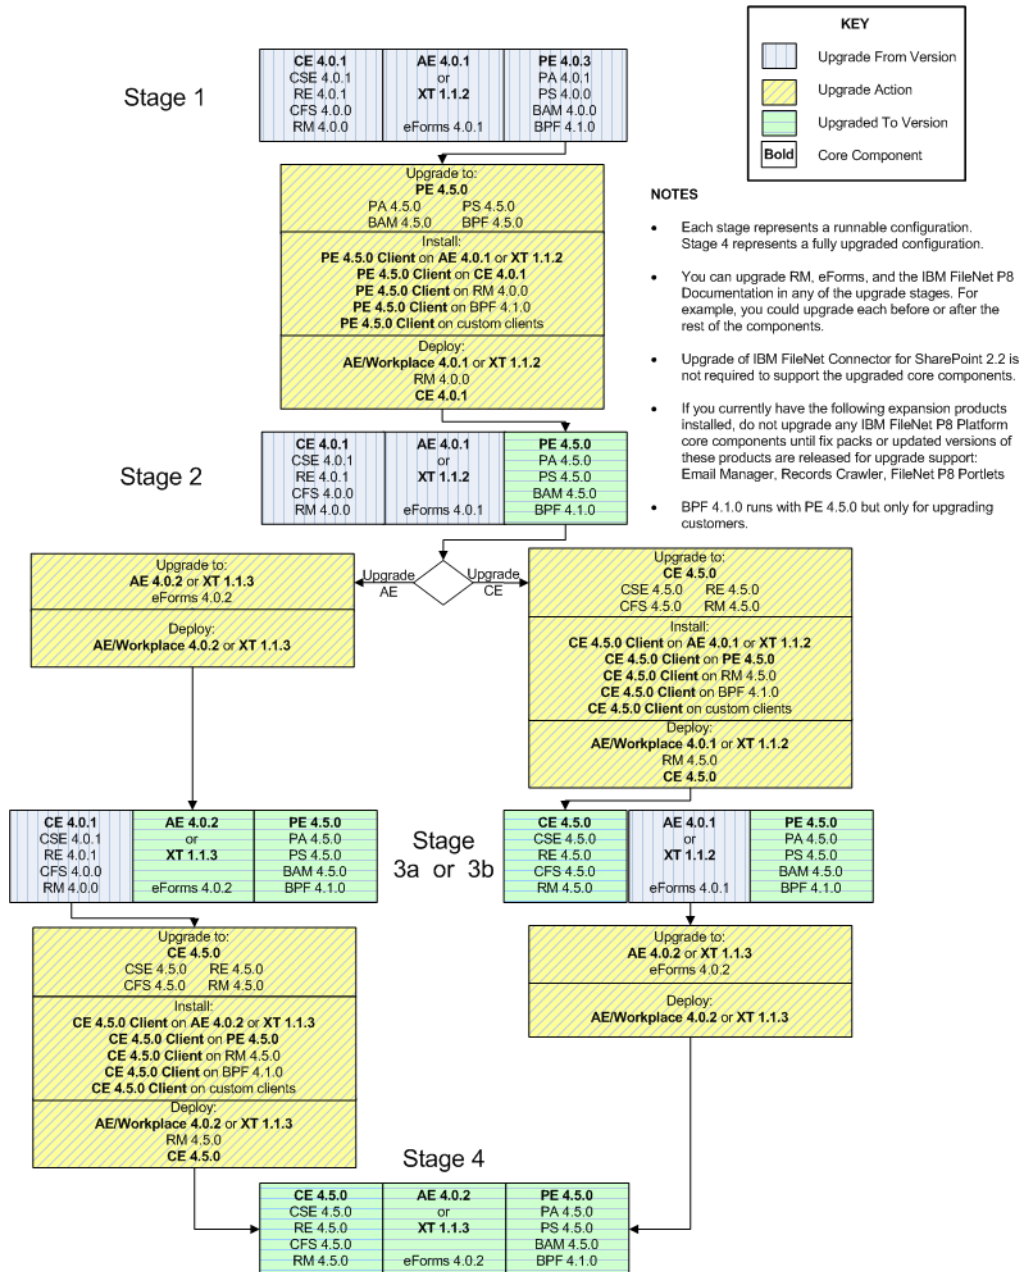 KEY
Upgrade From Version
Upgrade Action
Upgraded To Version
Bold Core Component
Stage 1
CE 4.0.1
CSE 4.0.1
RE 4.0.1
CFS 4.0.0
RM 4.0.0
AE 4.0.1
or
XT 1.1.2
eForms 4.0.1
PE 4.0.3
PA 4.0.1
PS 4.0.0
BAM 4.0.0
BPF 4.1.0
Upgrade to:
PE 4.5.0
PA 4.5.0 PS 4.5.0
BAM 4.5.0 BPF 4.5.0
Install:
PE 4.5.0 Client on AE 4.0.1 or XT 1.1.2
PE 4.5.0 Client on CE 4.0.1
PE 4.5.0 Client on RM 4.0.0
PE 4.5.0 Client on BPF 4.1.0
PE 4.5.0 Client on custom clients
Deploy:
AE/Workplace 4.0.1 or XT 1.1.2
RM 4.0.0
CE 4.0.1
NOTES
• Each stage represents a runnable configuration.
Stage 4 represents a fully upgraded configuration.
• You can upgrade RM, eForms, and the IBM FileNet P8
Documentation in any of the upgrade stages. For
example, you could upgrade each before or after the
rest of the components.
• Upgrade of IBM FileNet Connector for SharePoint 2.2 is
not required to support the upgraded core components.
• If you currently have the following expansion products
installed, do not upgrade any IBM FileNet P8 Platform
core components until fix packs or updated versions of
these products are released for upgrade support:
Email Manager, Records Crawler, FileNet P8 Portlets
• BPF 4.1.0 runs with PE 4.5.0 but only for upgrading
customers.
Stage 2
CE 4.0.1
CSE 4.0.1
RE 4.0.1
CFS 4.0.0
RM 4.0.0
AE 4.0.1
or
XT 1.1.2
eForms 4.0.1
PE 4.5.0
PA 4.5.0
PS 4.5.0
BAM 4.5.0
BPF 4.1.0
Upgrade
AE
Upgrade
CE
Upgrade to:
AE 4.0.2 or XT 1.1.3
eForms 4.0.2
Deploy:
AE/Workplace 4.0.2 or XT 1.1.3
Upgrade to:
CE 4.5.0
CSE 4.5.0 RE 4.5.0
CFS 4.5.0 RM 4.5.0
Install:
CE 4.5.0 Client on AE 4.0.1 or XT 1.1.2
CE 4.5.0 Client on PE 4.5.0
CE 4.5.0 Client on RM 4.5.0
CE 4.5.0 Client on BPF 4.1.0
CE 4.5.0 Client on custom clients
Deploy:
AE/Workplace 4.0.1 or XT 1.1.2
RM 4.5.0
CE 4.5.0
CE 4.0.1
CSE 4.0.1
RE 4.0.1
CFS 4.0.0
RM 4.0.0
AE 4.0.2
or
XT 1.1.3
eForms 4.0.2
PE 4.5.0
PA 4.5.0
PS 4.5.0
BAM 4.5.0
BPF 4.1.0
Stage
3a or 3b
CE 4.5.0
CSE 4.5.0
RE 4.5.0
CFS 4.5.0
RM 4.5.0
AE 4.0.1
or
XT 1.1.2
eForms 4.0.1
PE 4.5.0
PA 4.5.0
PS 4.5.0
BAM 4.5.0
BPF 4.1.0
Upgrade to:
CE 4.5.0
CSE 4.5.0 RE 4.5.0
CFS 4.5.0 RM 4.5.0
Install:
CE 4.5.0 Client on AE 4.0.2 or XT 1.1.3
CE 4.5.0 Client on PE 4.5.0
CE 4.5.0 Client on RM 4.5.0
CE 4.5.0 Client on BPF 4.1.0
CE 4.5.0 Client on custom clients
Deploy:
AE/Workplace 4.0.2 or XT 1.1.3
RM 4.5.0
CE 4.5.0
Upgrade to:
AE 4.0.2 or XT 1.1.3
eForms 4.0.2
Deploy:
AE/Workplace 4.0.2 or XT 1.1.3
Stage 4
CE 4.5.0
CSE 4.5.0
RE 4.5.0
CFS 4.5.0
RM 4.5.0
AE 4.0.2
or
XT 1.1.3
eForms 4.0.2
PE 4.5.0
PA 4.5.0
PS 4.5.0
BAM 4.5.0
BPF 4.1.0